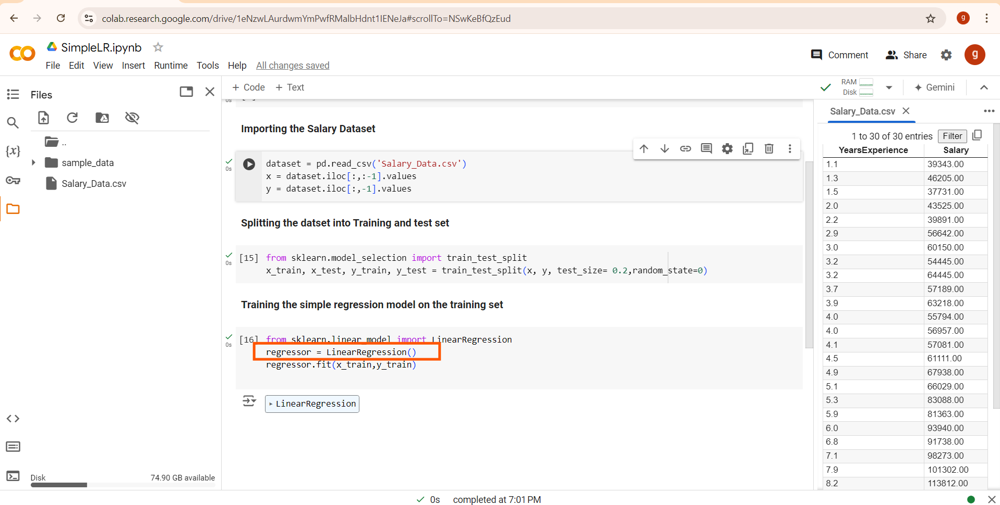 colab.research.google.com/drive/1eNzwLAurdwmYmPwfRMalbHdnt1IENeJa#scrollTo=NSwKeBfQzEud
g
SimpleLR.ipynb
File Edit View Insert Runtime Tools Help All changes saved
Comment Share g
Files
+ Code + Text
RAM
Disk
Gemini
..
sample_data
Salary_Data.csv
Disk 74.90 GB available
0s
Importing the Salary Dataset
0s
dataset = pd.read_csv('Salary_Data.csv')
x = dataset.iloc[:,:-1].values
y = dataset.iloc[:,-1].values
Splitting the datset into Training and test set
0s
[15] from sklearn.model_selection import train_test_split
x_train, x_test, y_train, y_test = train_test_split(x, y, test_size= 0.2,random_state=0)
Training the simple regression model on the training set
0s
[16] from sklearn.linear_model import LinearRegression
regressor = LinearRegression()
regressor.fit(x_train,y_train)
LinearRegression
Salary_Data.csv
1 to 30 of 30 entries Filter
YearsExperience Salary
1.1 39343.00
1.3 46205.00
1.5 37731.00
2.0 43525.00
2.2 39891.00
2.9 56642.00
3.0 60150.00
3.2 54445.00
3.2 64445.00
3.7 57189.00
3.9 63218.00
4.0 55794.00
4.0 56957.00
4.1 57081.00
4.5 61111.00
4.9 67938.00
5.1 66029.00
5.3 83088.00
5.9 81363.00
6.0 93940.00
6.8 91738.00
7.1 98273.00
7.9 101302.00
8.2 113812.00
0s completed at 7:01 PM